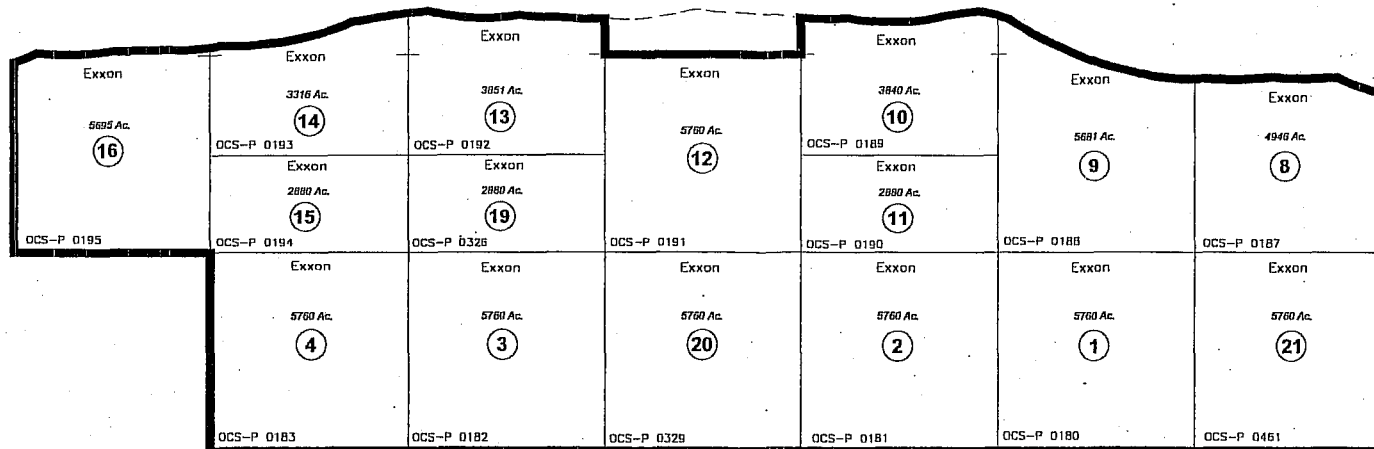 Exxon
5695 Ac.
16
OCS-P 0195
Exxon
3316 Ac.
14
OCS-P 0193
Exxon
2880 Ac.
15
OCS-P 0194
Exxon
3851 Ac.
13
OCS-P 0192
Exxon
2880 Ac.
19
OCS-P 0326
Exxon
5760 Ac.
12
OCS-P 0191
Exxon
3840 Ac.
10
OCS-P 0189
Exxon
2880 Ac.
11
OCS-P 0190
Exxon
5681 Ac.
9
OCS-P 0188
Exxon
4946 Ac.
8
OCS-P 0187
Exxon
5760 Ac.
4
OCS-P 0183
Exxon
5760 Ac.
3
OCS-P 0182
Exxon
5760 Ac.
20
OCS-P 0329
Exxon
5760 Ac.
2
OCS-P 0181
Exxon
5760 Ac.
1
OCS-P 0180
Exxon
5760 Ac.
21
OCS-P 0461